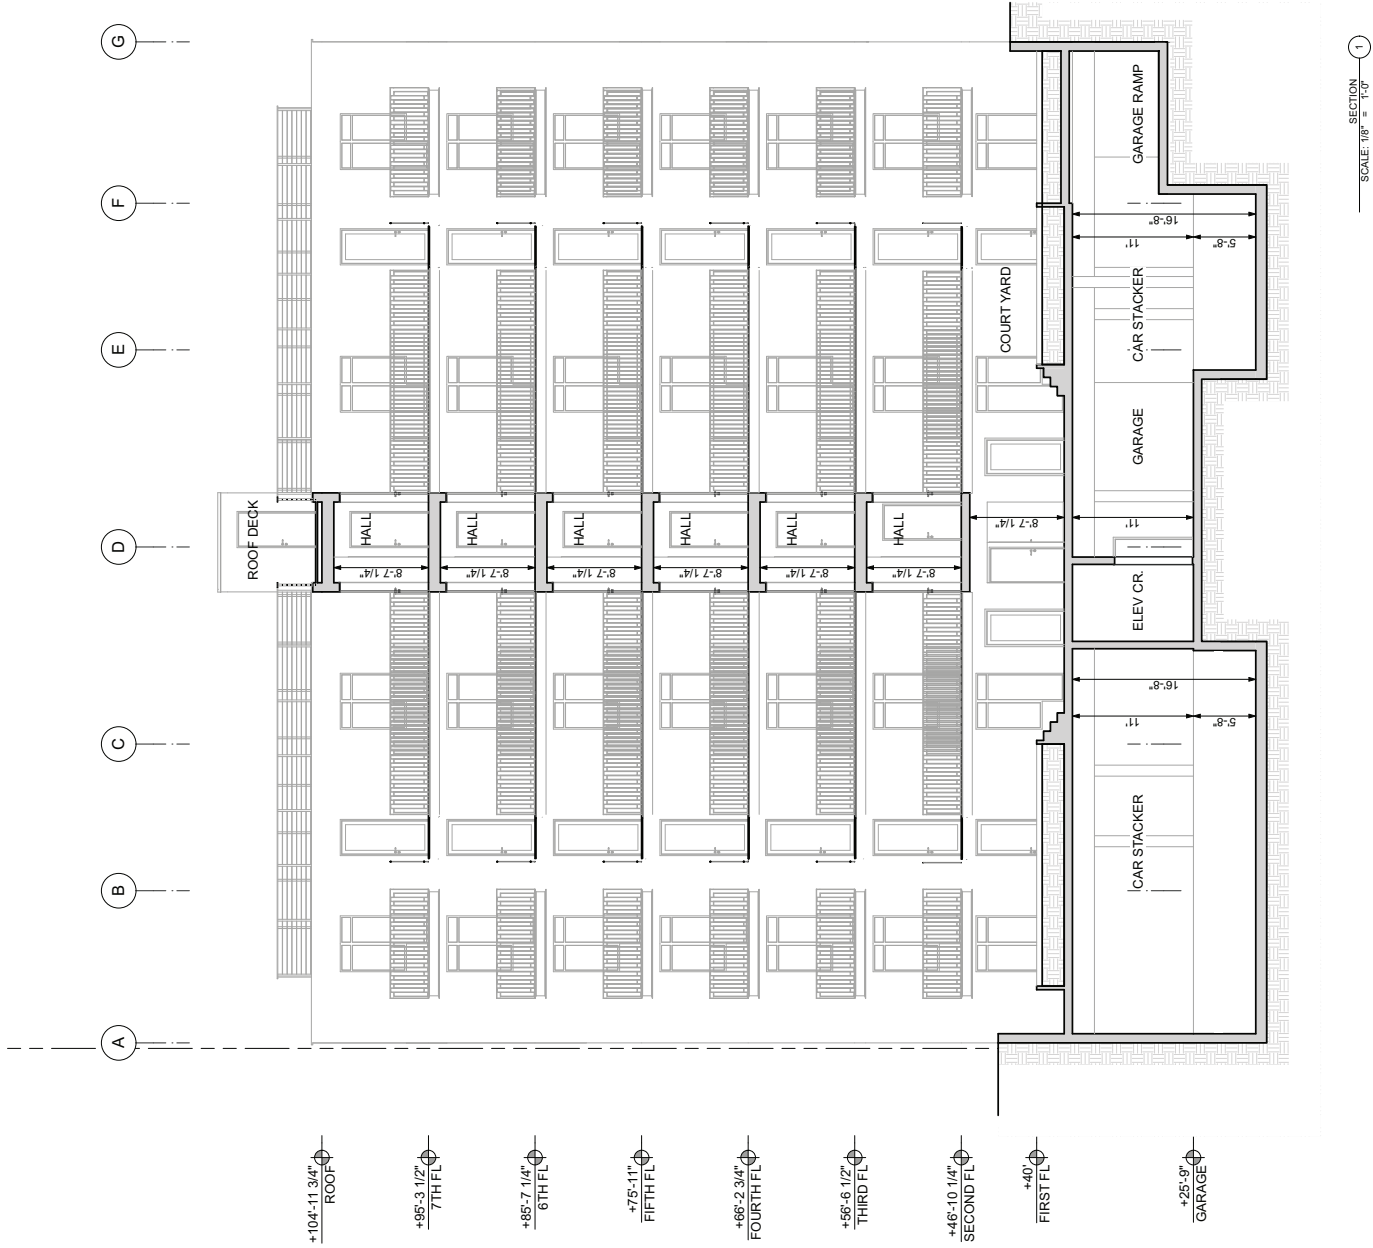 G
F
E
D
C
B
A
ROOF DECK
HALL
HALL
HALL
HALL
HALL
HALL
8'-7 1/4"
8'-7 1/4"
8'-7 1/4"
8'-7 1/4"
8'-7 1/4"
8'-7 1/4"
8'-7 1/4"
COURT YARD
GARAGE RAMP
CAR STACKER
GARAGE
ELEV CR.
CAR STACKER
16'-8"
11'
5'-8"
11'
16'-8"
11'
5'-8"
+104'-11 3/4"
ROOF
+95'-3 1/2"
7TH FL
+85'-7 1/4"
6TH FL
+75'-11"
FIFTH FL
+66'-2 3/4"
FOURTH FL
+56'-6 1/2"
THIRD FL
+46'-10 1/4"
SECOND FL
+40'
FIRST FL
+25'-9"
GARAGE
SECTION
SCALE: 1/8" = 1'-0"
1